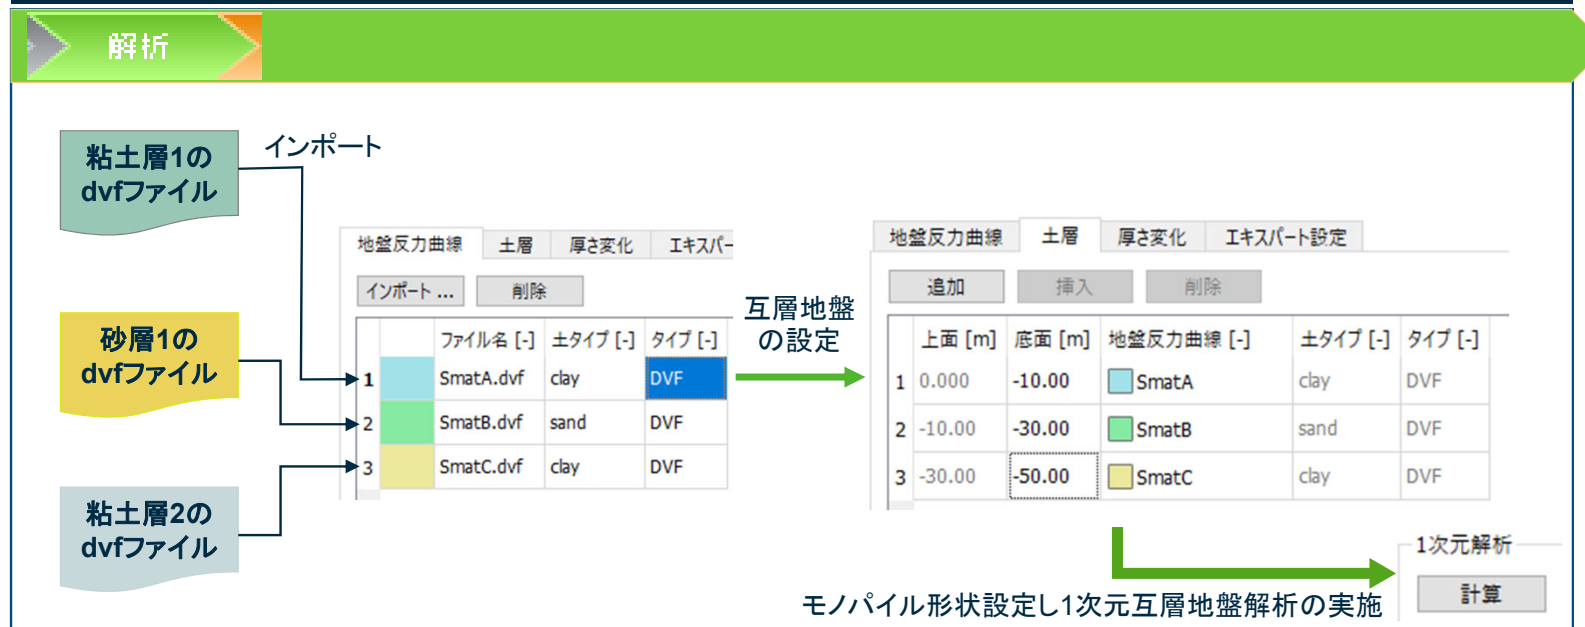 解析
粘土層1の
dvfファイル
インポート
砂層1の
dvfファイル
粘土層2の
dvfファイル
地盤反力曲線 土層 厚さ変化 エキスパー
インポート ... 削除
ファイル名 [-] 土タイプ [-] タイプ [-]
1 SmatA.dvf clay DVF
2 SmatB.dvf sand DVF
3 SmatC.dvf clay DVF
互層地盤
の設定
地盤反力曲線 土層 厚さ変化 エキスパート設定
追加 挿入 削除
上面 [m] 底面 [m] 地盤反力曲線 [-] 土タイプ [-] タイプ [-]
1 0.000 -10.00 SmatA clay DVF
2 -10.00 -30.00 SmatB sand DVF
3 -30.00 -50.00 SmatC clay DVF
モノパイル形状設定し1次元互層地盤解析の実施
1次元解析
計算